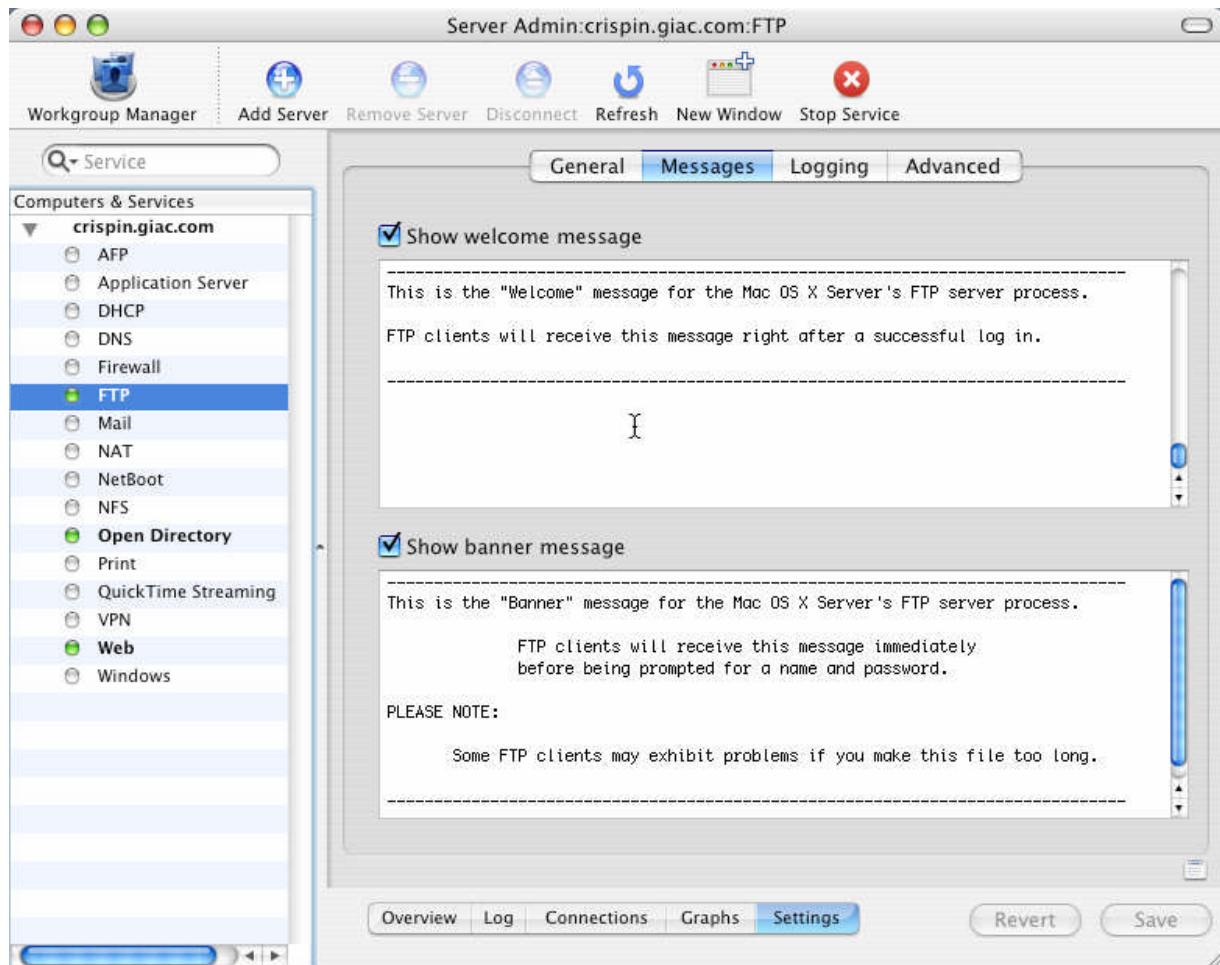 Server Admin:crispin.giac.com:FTP
Workgroup Manager
Add Server
Remove Server
Disconnect
Refresh
New Window
Stop Service
Service
General
Messages
Logging
Advanced
Computers & Services
crispin.giac.com
AFP
Application Server
DHCP
DNS
Firewall
FTP
Mail
NAT
NetBoot
NFS
Open Directory
Print
QuickTime Streaming
VPN
Web
Windows
Show welcome message
--------------------------------------------------------------------------------
This is the "Welcome" message for the Mac OS X Server's FTP server process.
FTP clients will receive this message right after a successful log in.
--------------------------------------------------------------------------------
Show banner message
--------------------------------------------------------------------------------
This is the "Banner" message for the Mac OS X Server's FTP server process.
FTP clients will receive this message immediately
before being prompted for a name and password.
PLEASE NOTE:
Some FTP clients may exhibit problems if you make this file too long.
--------------------------------------------------------------------------------
Overview
Log
Connections
Graphs
Settings
Revert
Save